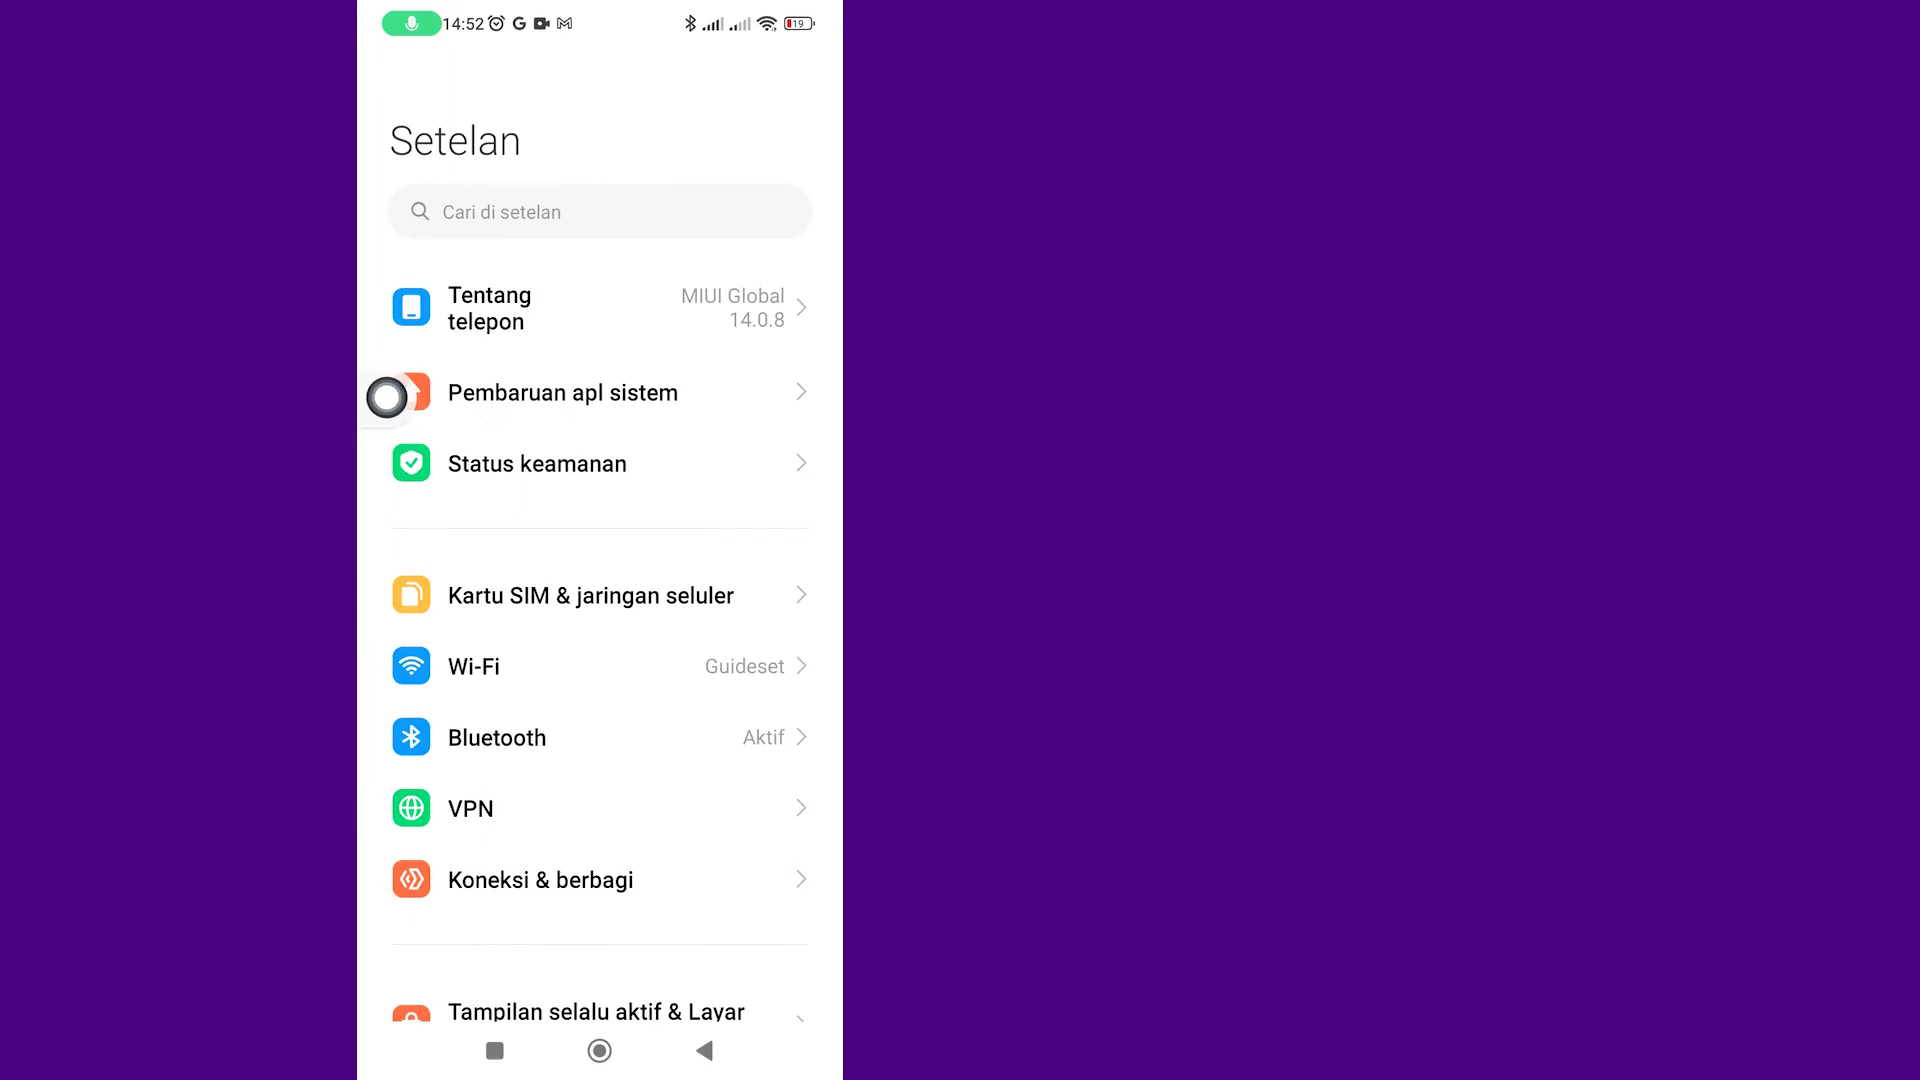 14:52
19
Setelan
Cari di setelan
Tentang telepon
MIUI Global 14.0.8
Pembaruan apl sistem
Status keamanan
Kartu SIM & jaringan seluler
Wi-Fi
Guideset
Bluetooth
Aktif
VPN
Koneksi & berbagi
Tampilan selalu aktif & Layar